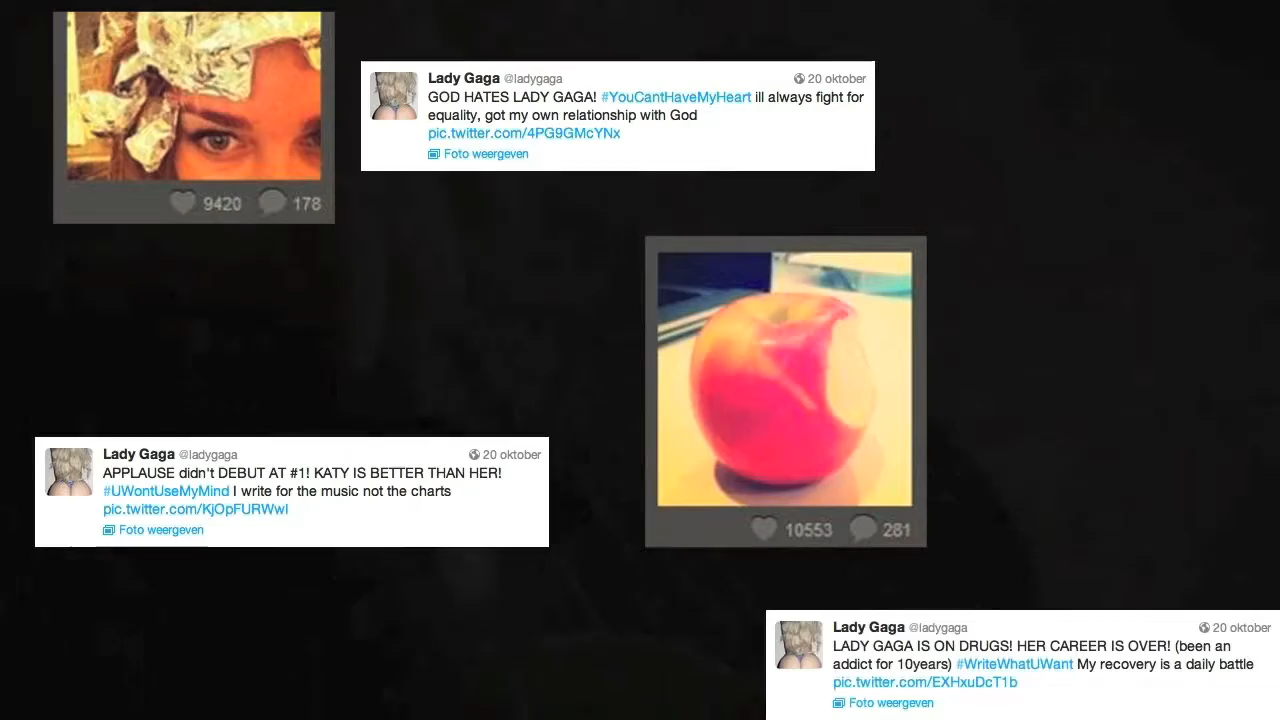 9420 178
Lady Gaga @ladygaga 20 oktober
GOD HATES LADY GAGA! #YouCantHaveMyHeart ill always fight for
equality, got my own relationship with God
pic.twitter.com/4PG9GMcYNx
Foto weergeven
10553 281
Lady Gaga @ladygaga 20 oktober
APPLAUSE didn't DEBUT AT #1! KATY IS BETTER THAN HER!
#UWontUseMyMind I write for the music not the charts
pic.twitter.com/KjOpFURWwI
Foto weergeven
Lady Gaga @ladygaga 20 oktober
LADY GAGA IS ON DRUGS! HER CAREER IS OVER! (been an
addict for 10years) #WriteWhatUWant My recovery is a daily battle
pic.twitter.com/EXHxuDcT1b
Foto weergeven